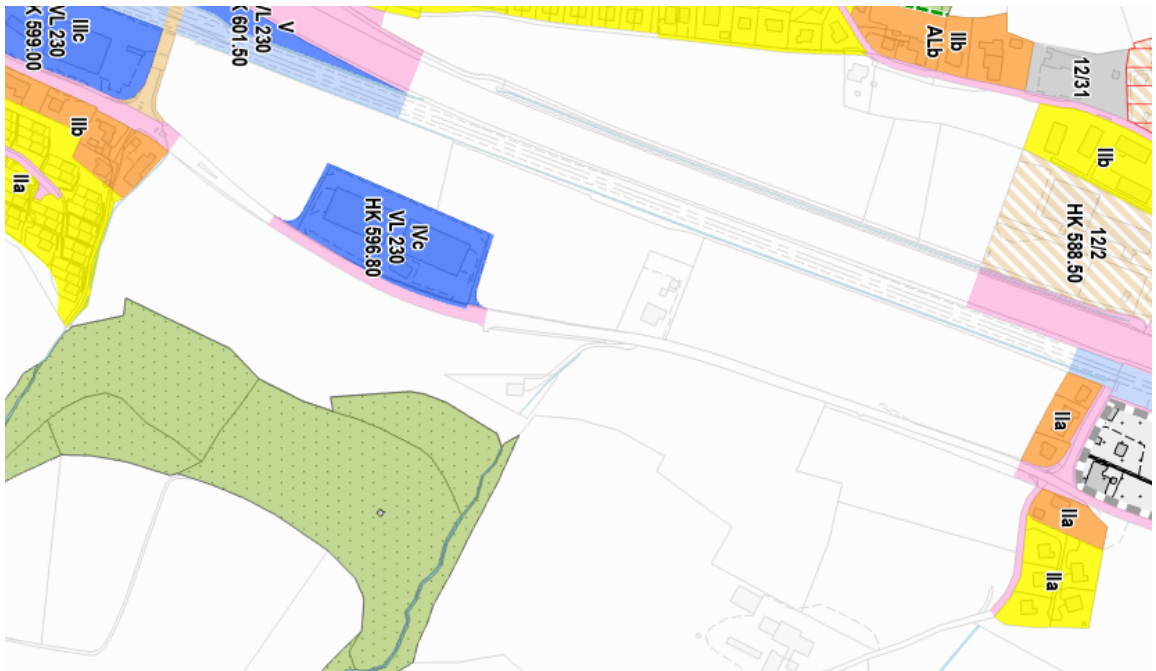 IIIc
VL 230
HK 599.00
V
VL 230
K 601.50
IIb
ALb
12/31
IIb
IIb
IIa
12/2
HK 588.50
IVc
VL 230
HK 596.80
IIa
IIa
IIa